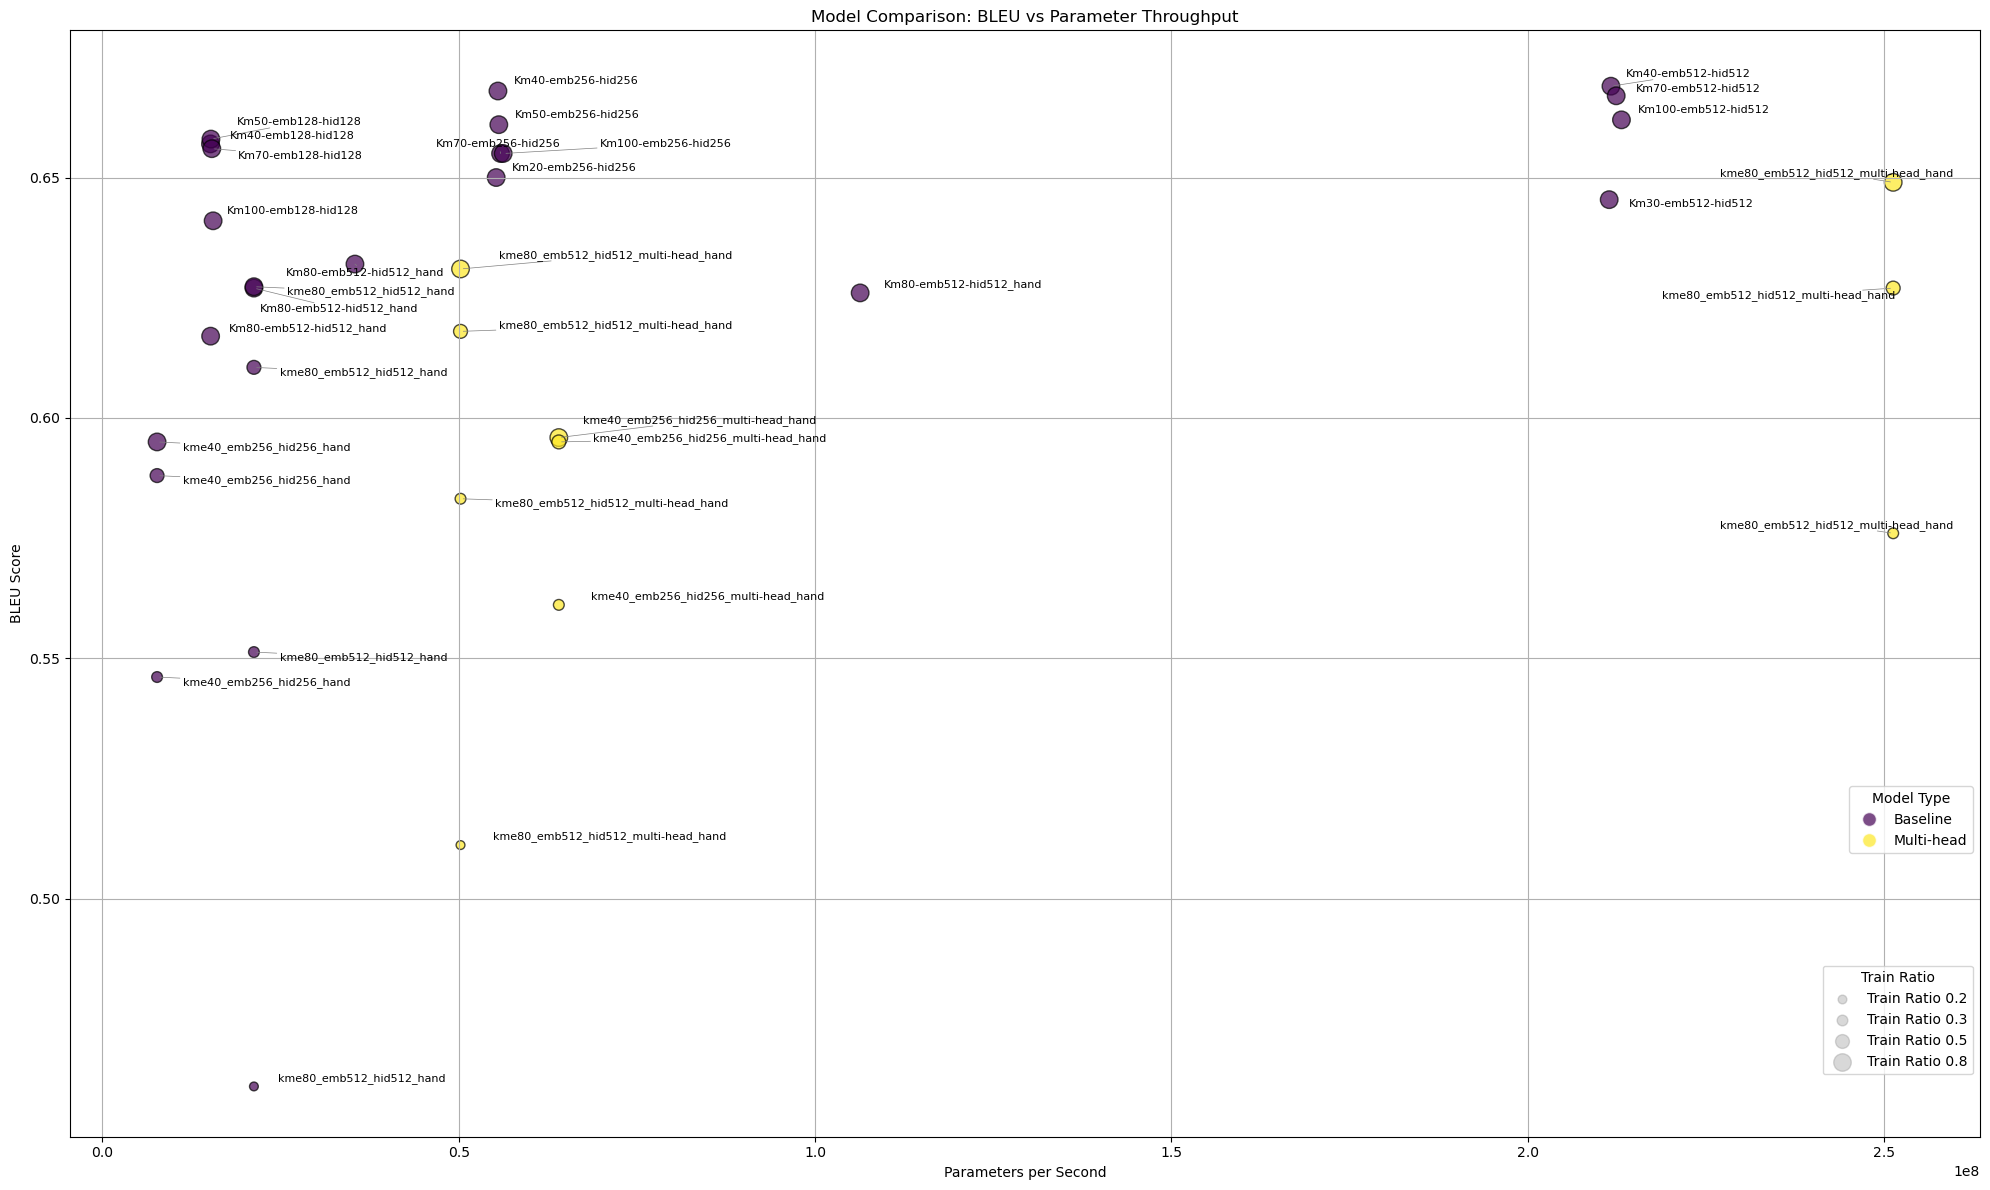 Model Comparison: BLEU vs Parameter Throughput
Km40-emb256-hid256
Km40-emb512-hid512
Km70-emb512-hid512
Km100-emb512-hid512
Km50-emb256-hid256
Km50-emb128-hid128
Km40-emb128-hid128
Km70-emb128-hid128
Km70-emb256-hid256
Km100-emb256-hid256
Km20-emb256-hid256
kme80_emb512_hid512_multi-head_hand
Km30-emb512-hid512
Km100-emb128-hid128
kme80_emb512_hid512_multi-head_hand
Km80-emb512-hid512_hand
kme80_emb512_hid512_hand
Km80-emb512-hid512_hand
Km80-emb512-hid512_hand
kme80_emb512_hid512_multi-head_hand
Km80-emb512-hid512_hand
kme80_emb512_hid512_multi-head_hand
kme80_emb512_hid512_hand
kme40_emb256_hid256_multi-head_hand
kme40_emb256_hid256_multi-head_hand
kme40_emb256_hid256_hand
kme40_emb256_hid256_hand
kme80_emb512_hid512_multi-head_hand
kme80_emb512_hid512_multi-head_hand
kme40_emb256_hid256_multi-head_hand
kme80_emb512_hid512_hand
kme40_emb256_hid256_hand
kme80_emb512_hid512_multi-head_hand
kme80_emb512_hid512_hand
0.65
0.60
0.55
0.50
BLEU Score
Model Type
Baseline
Multi-head
Train Ratio
Train Ratio 0.2
Train Ratio 0.3
Train Ratio 0.5
Train Ratio 0.8
0.0 0.5 1.0 1.5 2.0 2.5
1e8
Parameters per Second